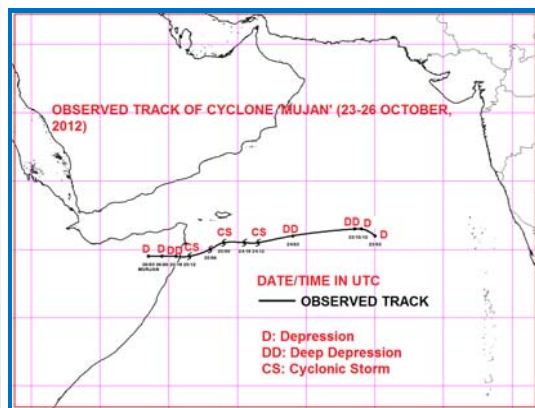 OBSERVED TRACK OF CYCLONE 'MUJAN' (23-26 OCTOBER,
2012)
CS CS DD DD D
D D DD CS D
MURJAN
DATE/TIME IN UTC
OBSERVED TRACK
D: Depression
DD: Deep Depression
CS: Cyclonic Storm